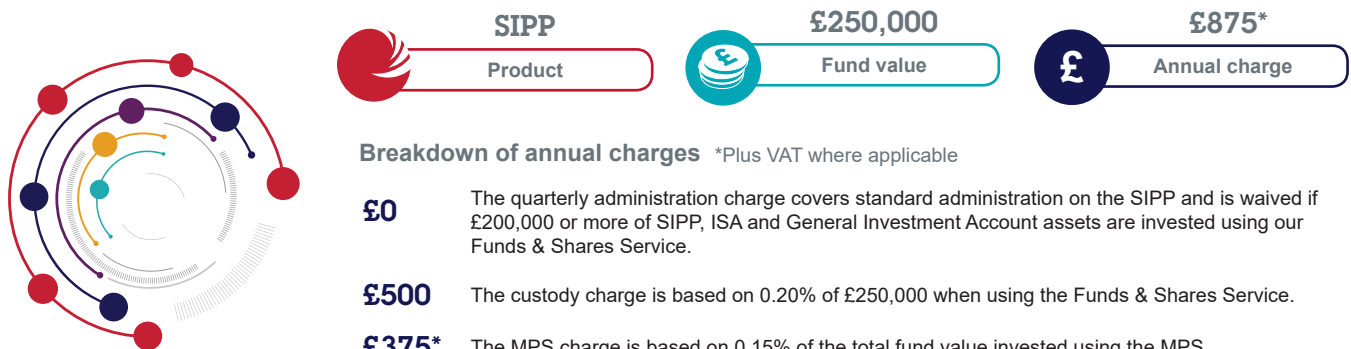 SIPP
Product
£250,000
Fund value
£875*
Annual charge
£
Breakdown of annual charges *Plus VAT where applicable
£0
The quarterly administration charge covers standard administration on the SIPP and is waived if
£200,000 or more of SIPP, ISA and General Investment Account assets are invested using our
Funds & Shares Service.
£500
The custody charge is based on 0.20% of £250,000 when using the Funds & Shares Service.
£375*
The MPS charge is based on 0.15% of the total fund value invested using the MPS.